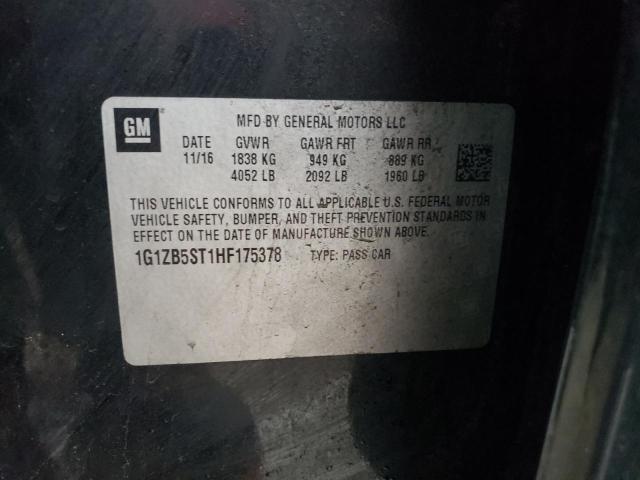 GM
MFD BY GENERAL MOTORS LLC
DATE GVWR GAWR FRT GAWR RR
11/16 1838 KG 949 KG 889 KG
4052 LB 2092 LB 1960 LB
THIS VEHICLE CONFORMS TO ALL APPLICABLE U.S. FEDERAL MOTOR
VEHICLE SAFETY, BUMPER, AND THEFT PREVENTION STANDARDS IN
EFFECT ON THE DATE OF MANUFACTURE SHOWN ABOVE.
1G1ZB5ST1HF175378 TYPE: PASS CAR